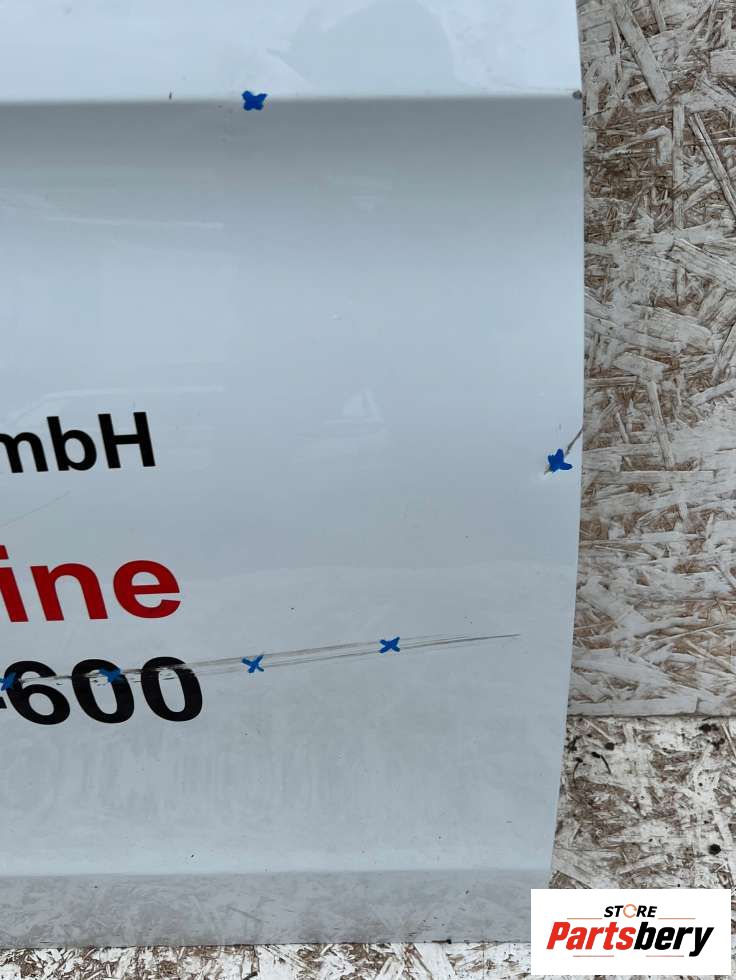 mbH
ine
-600
STORE
Partsbery